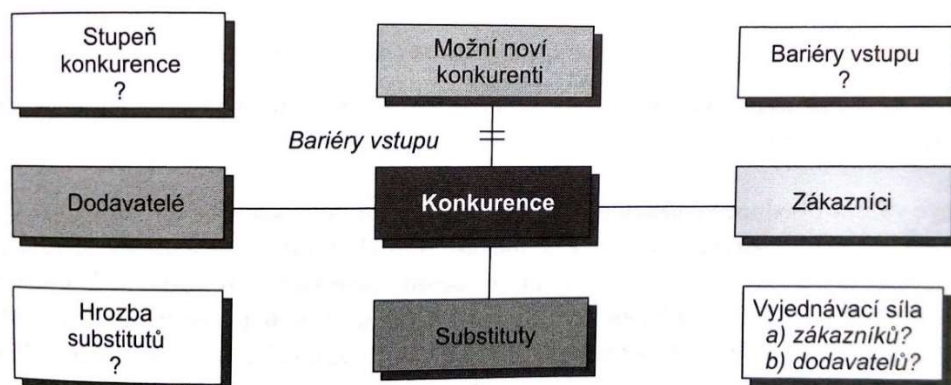 Stupeň
konkurence
?
Možní noví
konkurenti
Bariéry vstupu
?
Bariéry vstupu
Dodavatelé
Konkurence
Zákazníci
Hrozba
substitutů
?
Substituty
Vyjednávací síla
a) zákazníků?
b) dodavatelů?